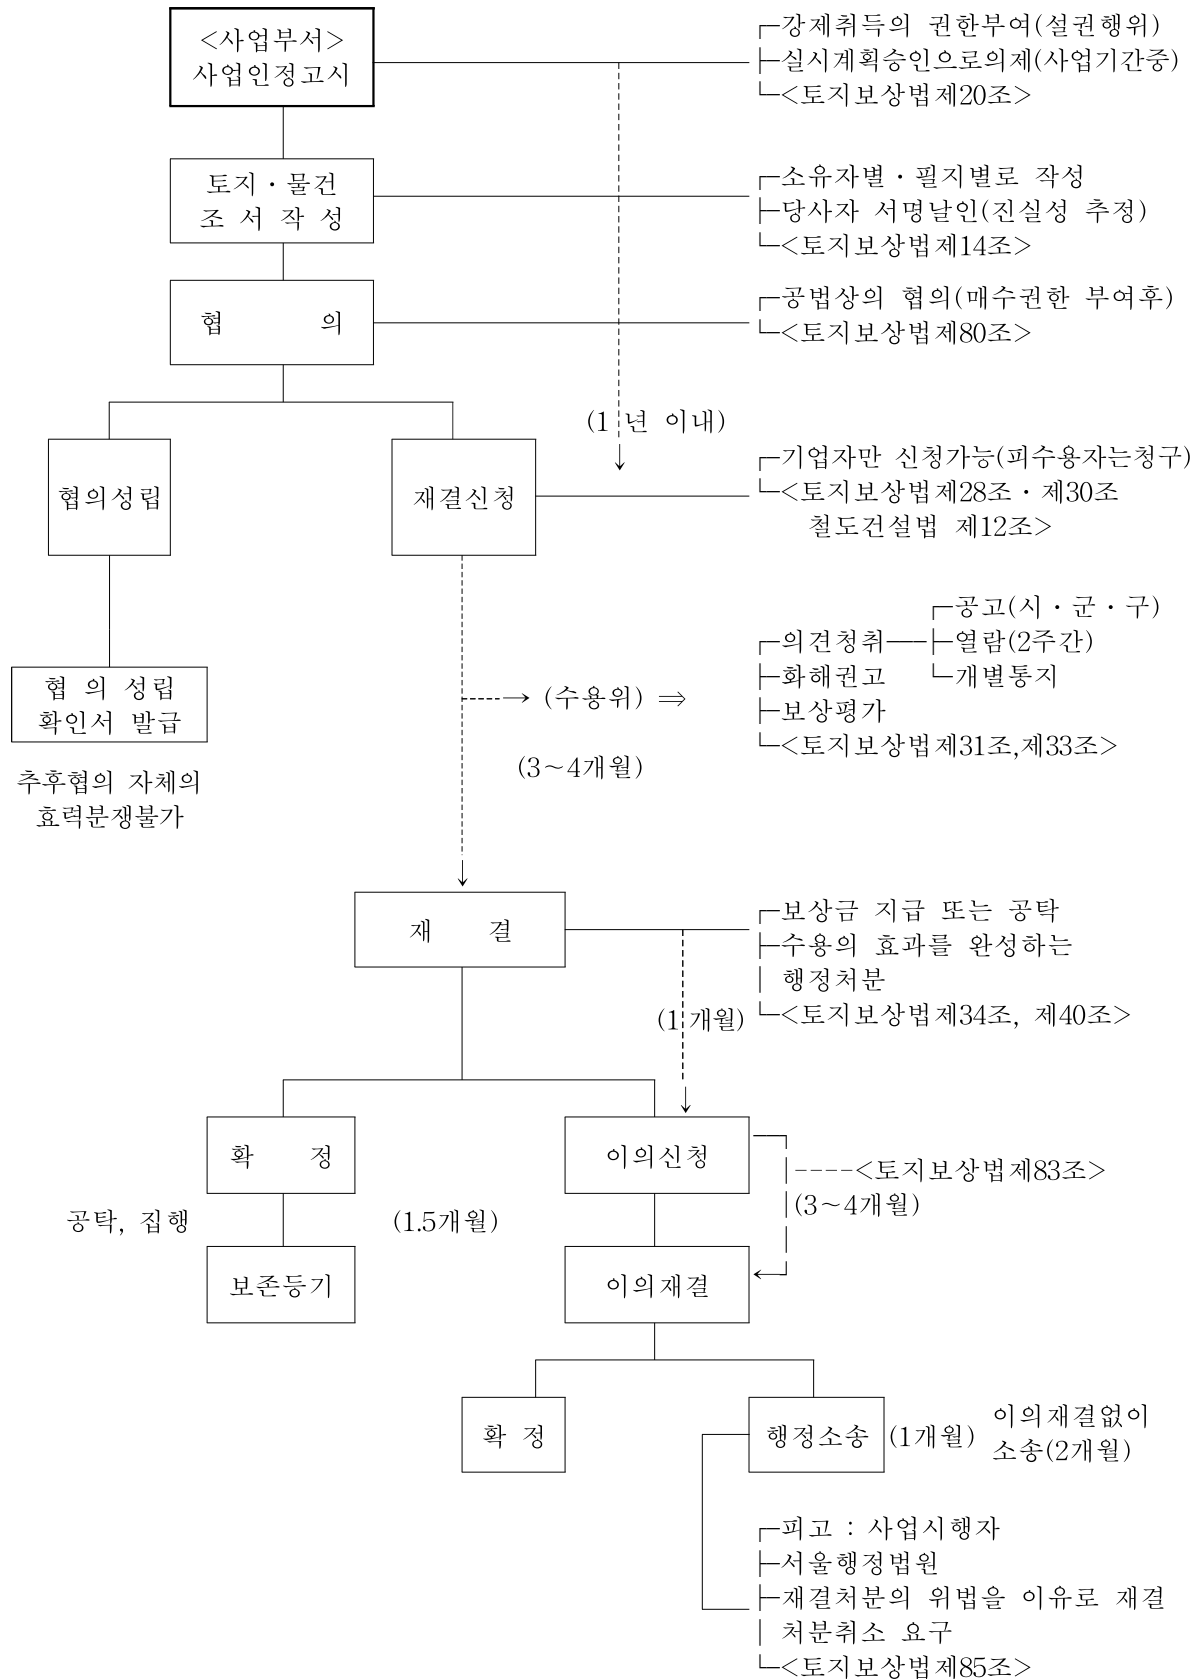 <사업부서>
사업인정고시
강제취득의 권한부여(설권행위)
실시계획승인으로의제(사업기간중)
<토지보상법제20조>
토지·물건
조 서 작 성
소유자별·필지별로 작성
당사자 서명날인(진실성 추정)
<토지보상법제14조>
협 의
공법상의 협의(매수권한 부여후)
<토지보상법제80조>
(1 년 이내)
협의성립
재결신청
기업자만 신청가능(피수용자는청구)
<토지보상법제28조·제30조
철도건설법 제12조>
협 의 성립
확인서 발급
추후협의 자체의
효력분쟁불가
(수용위) ⇒
(3～4개월)
의견청취
화해권고
보상평가
<토지보상법제31조,제33조>
공고(시·군·구)
열람(2주간)
개별통지
재 결
보상금 지급 또는 공탁
수용의 효과를 완성하는
행정처분
<토지보상법제34조, 제40조>
(1 개월)
확 정
이의신청
<토지보상법제83조>
(3～4개월)
공탁, 집행
(1.5개월)
보존등기
이의재결
확 정
행정소송
(1개월)
이의재결없이
소송(2개월)
피고 : 사업시행자
서울행정법원
재결처분의 위법을 이유로 재결
처분취소 요구
<토지보상법제85조>